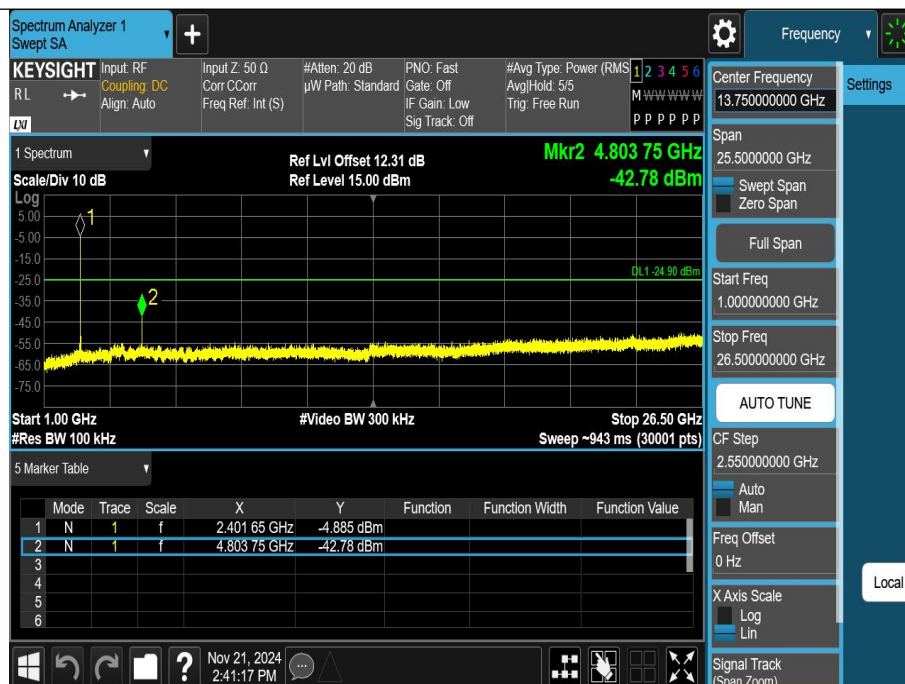 Spectrum Analyzer 1
Swept SA
+
Frequency
KEYSIGHT
RL
LXI
Input: RF
Coupling: DC
Align: Auto
Input Z: 50 Ω
Corr CCorr
Freq Ref: Int (S)
#Atten: 20 dB
µW Path: Standard
PNO: Fast
Gate: Off
IF Gain: Low
Sig Track: Off
#Avg Type: Power (RMS
Avg|Hold: 5/5
Trig: Free Run
1 2 3 4 5 6
M W W W W W
P P P P P P
1 Spectrum
Scale/Div 10 dB
Ref Lvl Offset 12.31 dB
Ref Level 15.00 dBm
Mkr2 4.803 75 GHz
-42.78 dBm
Log
5.00
-5.00
-15.0
-25.0
-35.0
-45.0
-55.0
-65.0
-75.0
1
2
DL1 -24.90 dBm
Start 1.00 GHz
#Video BW 300 kHz
Stop 26.50 GHz
#Res BW 100 kHz
Sweep ~943 ms (30001 pts)
5 Marker Table
Mode Trace Scale X Y Function Function Width Function Value
1 N 1 f 2.401 65 GHz -4.885 dBm
2 N 1 f 4.803 75 GHz -42.78 dBm
3
4
5
6
?
Nov 21, 2024
2:41:17 PM
Center Frequency
13.750000000 GHz
Span
25.5000000 GHz
Swept Span
Zero Span
Full Span
Start Freq
1.000000000 GHz
Stop Freq
26.500000000 GHz
AUTO TUNE
CF Step
2.550000000 GHz
Auto
Man
Freq Offset
0 Hz
X Axis Scale
Log
Lin
Signal Track
(Span Zoom)
Settings
Local